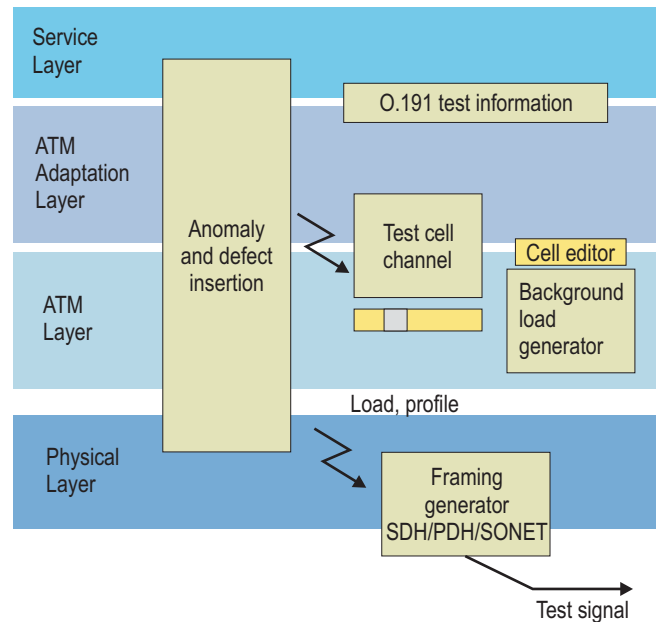 Service
Layer
O.191 test information
ATM
Adaptation
Layer
Anomaly
and defect
insertion
Test cell
channel
Cell editor
ATM
Layer
Background
load
generator
Load, profile
Physical
Layer
Framing
generator
SDH/PDH/SONET
Test signal